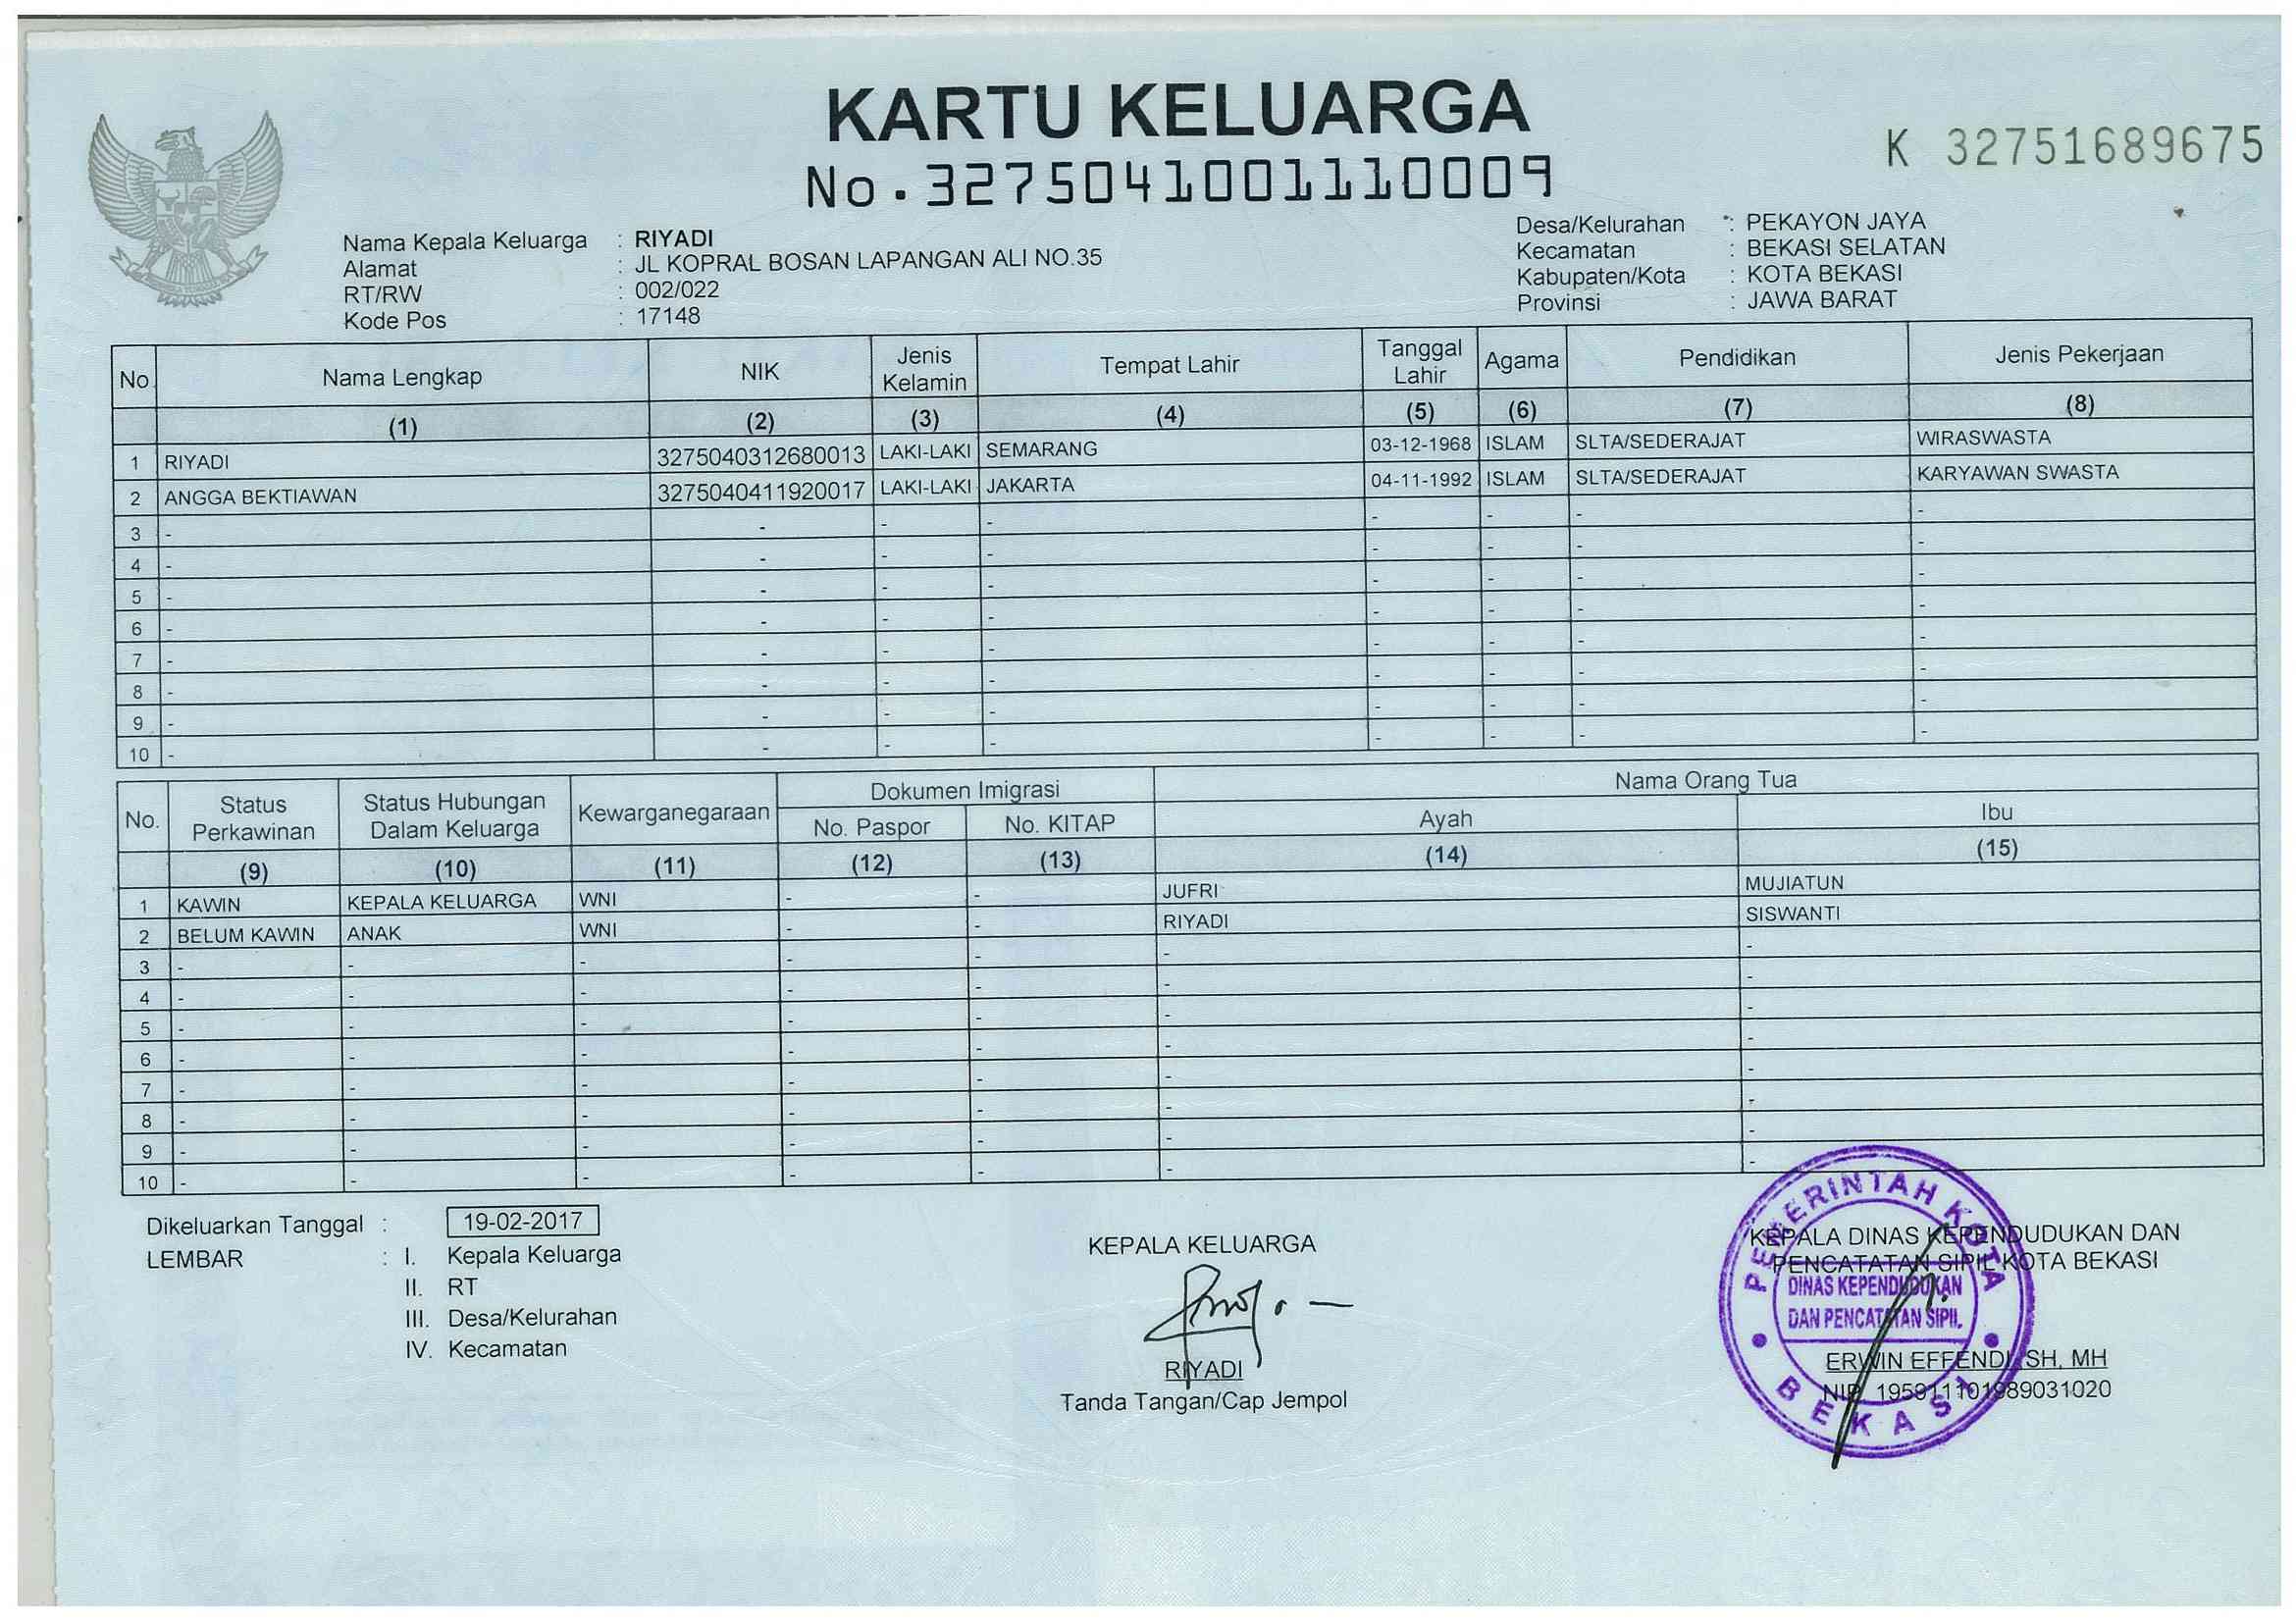 KARTU KELUARGA
No.3275041001110009
K 32751689675
Nama Kepala Keluarga : RIYADI
Alamat : JL KOPRAL BOSAN LAPANGAN ALI NO.35
RT/RW : 002/022
Kode Pos : 17148
Desa/Kelurahan : PEKAYON JAYA
Kecamatan : BEKASI SELATAN
Kabupaten/Kota : KOTA BEKASI
Provinsi : JAWA BARAT
No Nama Lengkap NIK Jenis Kelamin Tempat Lahir Tanggal Lahir Agama Pendidikan Jenis Pekerjaan
(1) (2) (3) (4) (5) (6) (7) (8)
1 RIYADI 3275040312680013 LAKI-LAKI SEMARANG 03-12-1968 ISLAM SLTA/SEDERAJAT WIRASWASTA
2 ANGGA BEKTIAWAN 3275040411920017 LAKI-LAKI JAKARTA 04-11-1992 ISLAM SLTA/SEDERAJAT KARYAWAN SWASTA
3 - - - - - - - -
4 - - - - - - - -
5 - - - - - - - -
6 - - - - - - - -
7 - - - - - - - -
8 - - - - - - - -
9 - - - - - - - -
10 - - - - - - - -
No. Status Perkawinan Status Hubungan Dalam Keluarga Kewarganegaraan Dokumen Imigrasi Nama Orang Tua
No. Paspor No. KITAP Ayah Ibu
(9) (10) (11) (12) (13) (14) (15)
1 KAWIN KEPALA KELUARGA WNI - - JUFRI MUJIATUN
2 BELUM KAWIN ANAK WNI - - RIYADI SISWANTI
3 - - - - - - -
4 - - - - - - -
5 - - - - - - -
6 - - - - - - -
7 - - - - - - -
8 - - - - - - -
9 - - - - - - -
10 - - - - - - -
Dikeluarkan Tanggal : 19-02-2017
LEMBAR : I. Kepala Keluarga
II. RT
III. Desa/Kelurahan
IV. Kecamatan
KEPALA KELUARGA
RIYADI
Tanda Tangan/Cap Jempol
KEPALA DINAS KEPENDUDUKAN DAN
PENCATATAN SIPIL KOTA BEKASI
PEMERINTAH KOTA
DINAS KEPENDUDUKAN
DAN PENCATATAN SIPIL
BEKASI
ERWIN EFFENDI, SH, MH
NIP. 195911101989031020